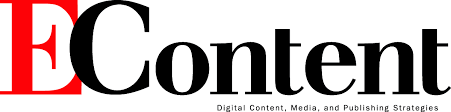 EContent
Digital Content, Media, and Publishing Strategies